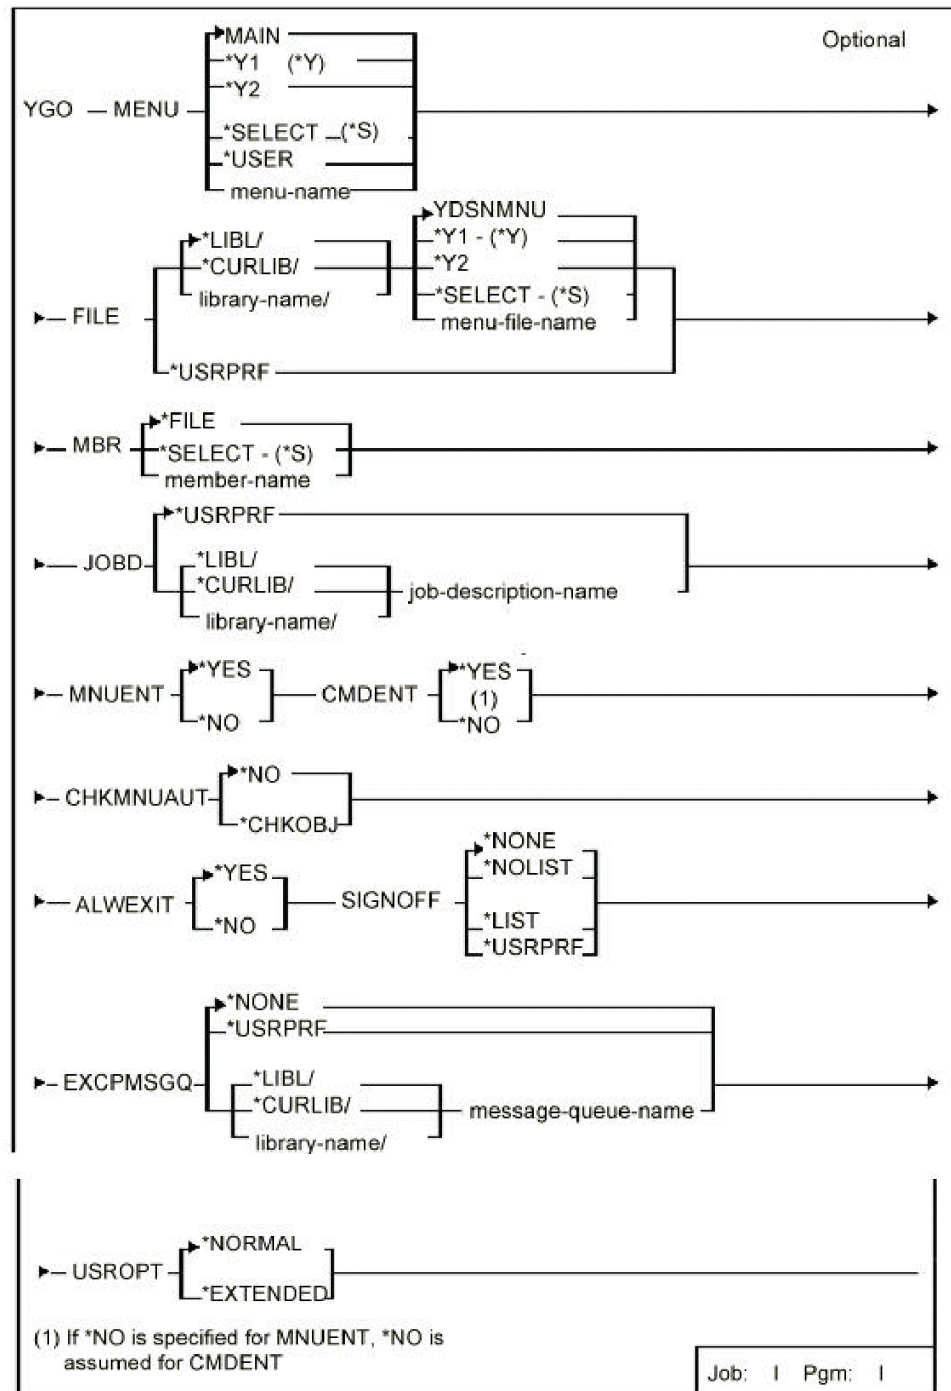 Optional
YGO MENU
MAIN
*Y1 (*Y)
*Y2
*SELECT (*S)
*USER
menu-name
FILE
*LIBL/
*CURLIB/
library-name/
YDSNMNU
*Y1 - (*Y)
*Y2
*SELECT - (*S)
menu-file-name
*USRPRF
MBR
*FILE
*SELECT - (*S)
member-name
JOBD
*USRPRF
*LIBL/
*CURLIB/
library-name/
job-description-name
MNUENT
*YES
*NO
CMDENT
*YES
(1)
*NO
CHKMNUAUT
*NO
*CHKOBJ
ALWEXIT
*YES
*NO
SIGNOFF
*NONE
*NOLIST
*LIST
*USRPRF
EXCPMSGQ
*NONE
*USRPRF
*LIBL/
*CURLIB/
library-name/
message-queue-name
USROPT
*NORMAL
*EXTENDED
(1) If *NO is specified for MNUENT, *NO is
assumed for CMDENT
Job: I Pgm: I